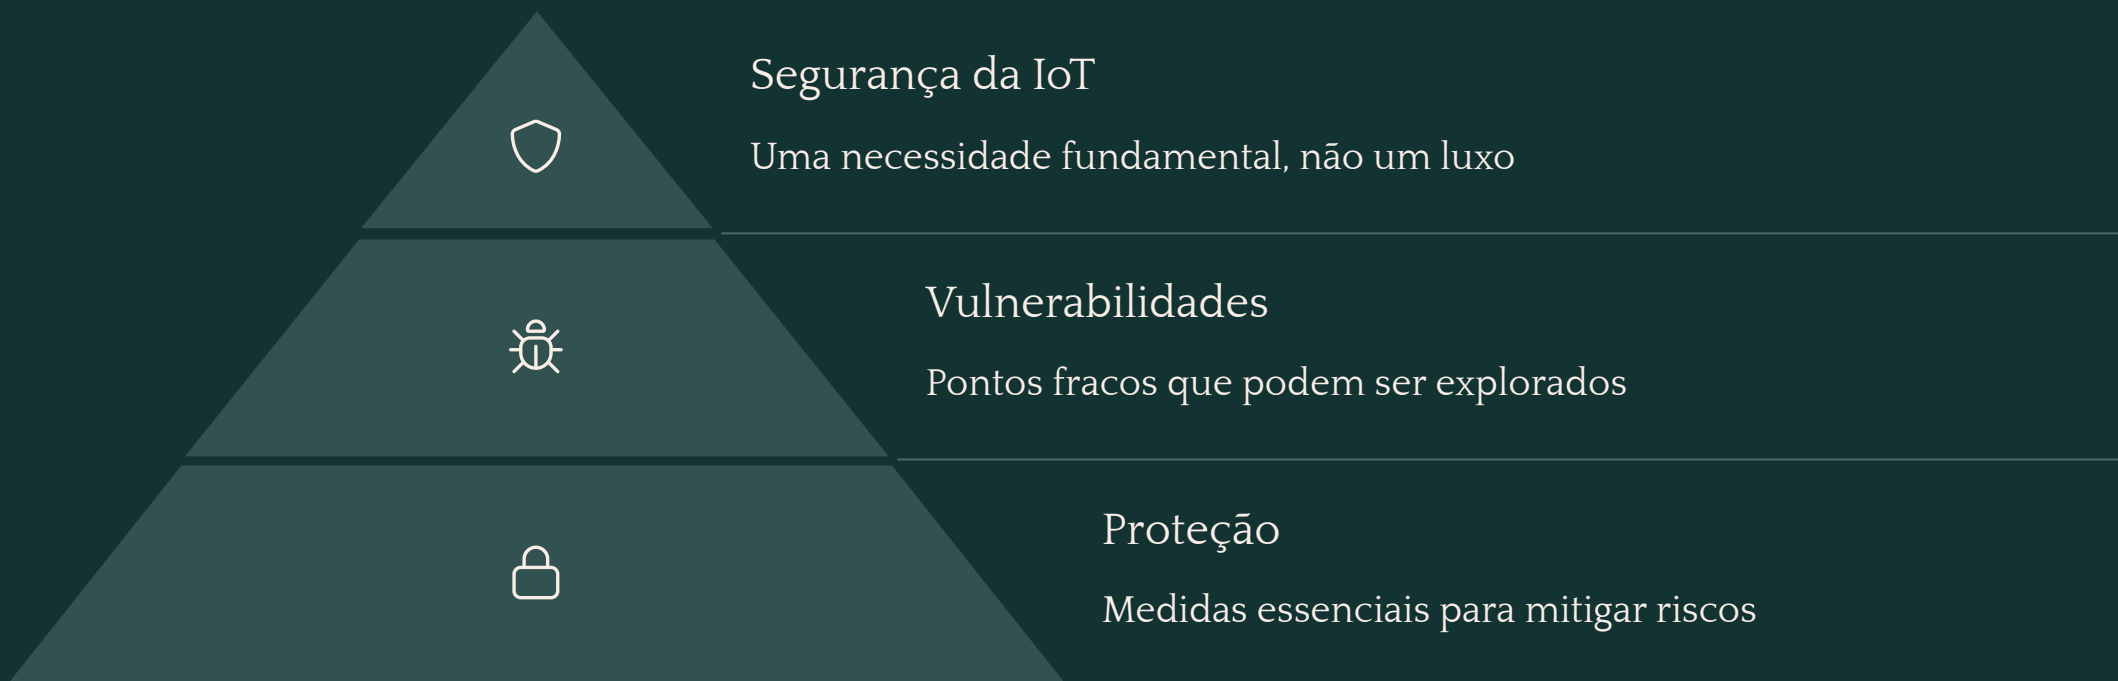 Segurança da IoT
Uma necessidade fundamental, não um luxo
Vulnerabilidades
Pontos fracos que podem ser explorados
Proteção
Medidas essenciais para mitigar riscos